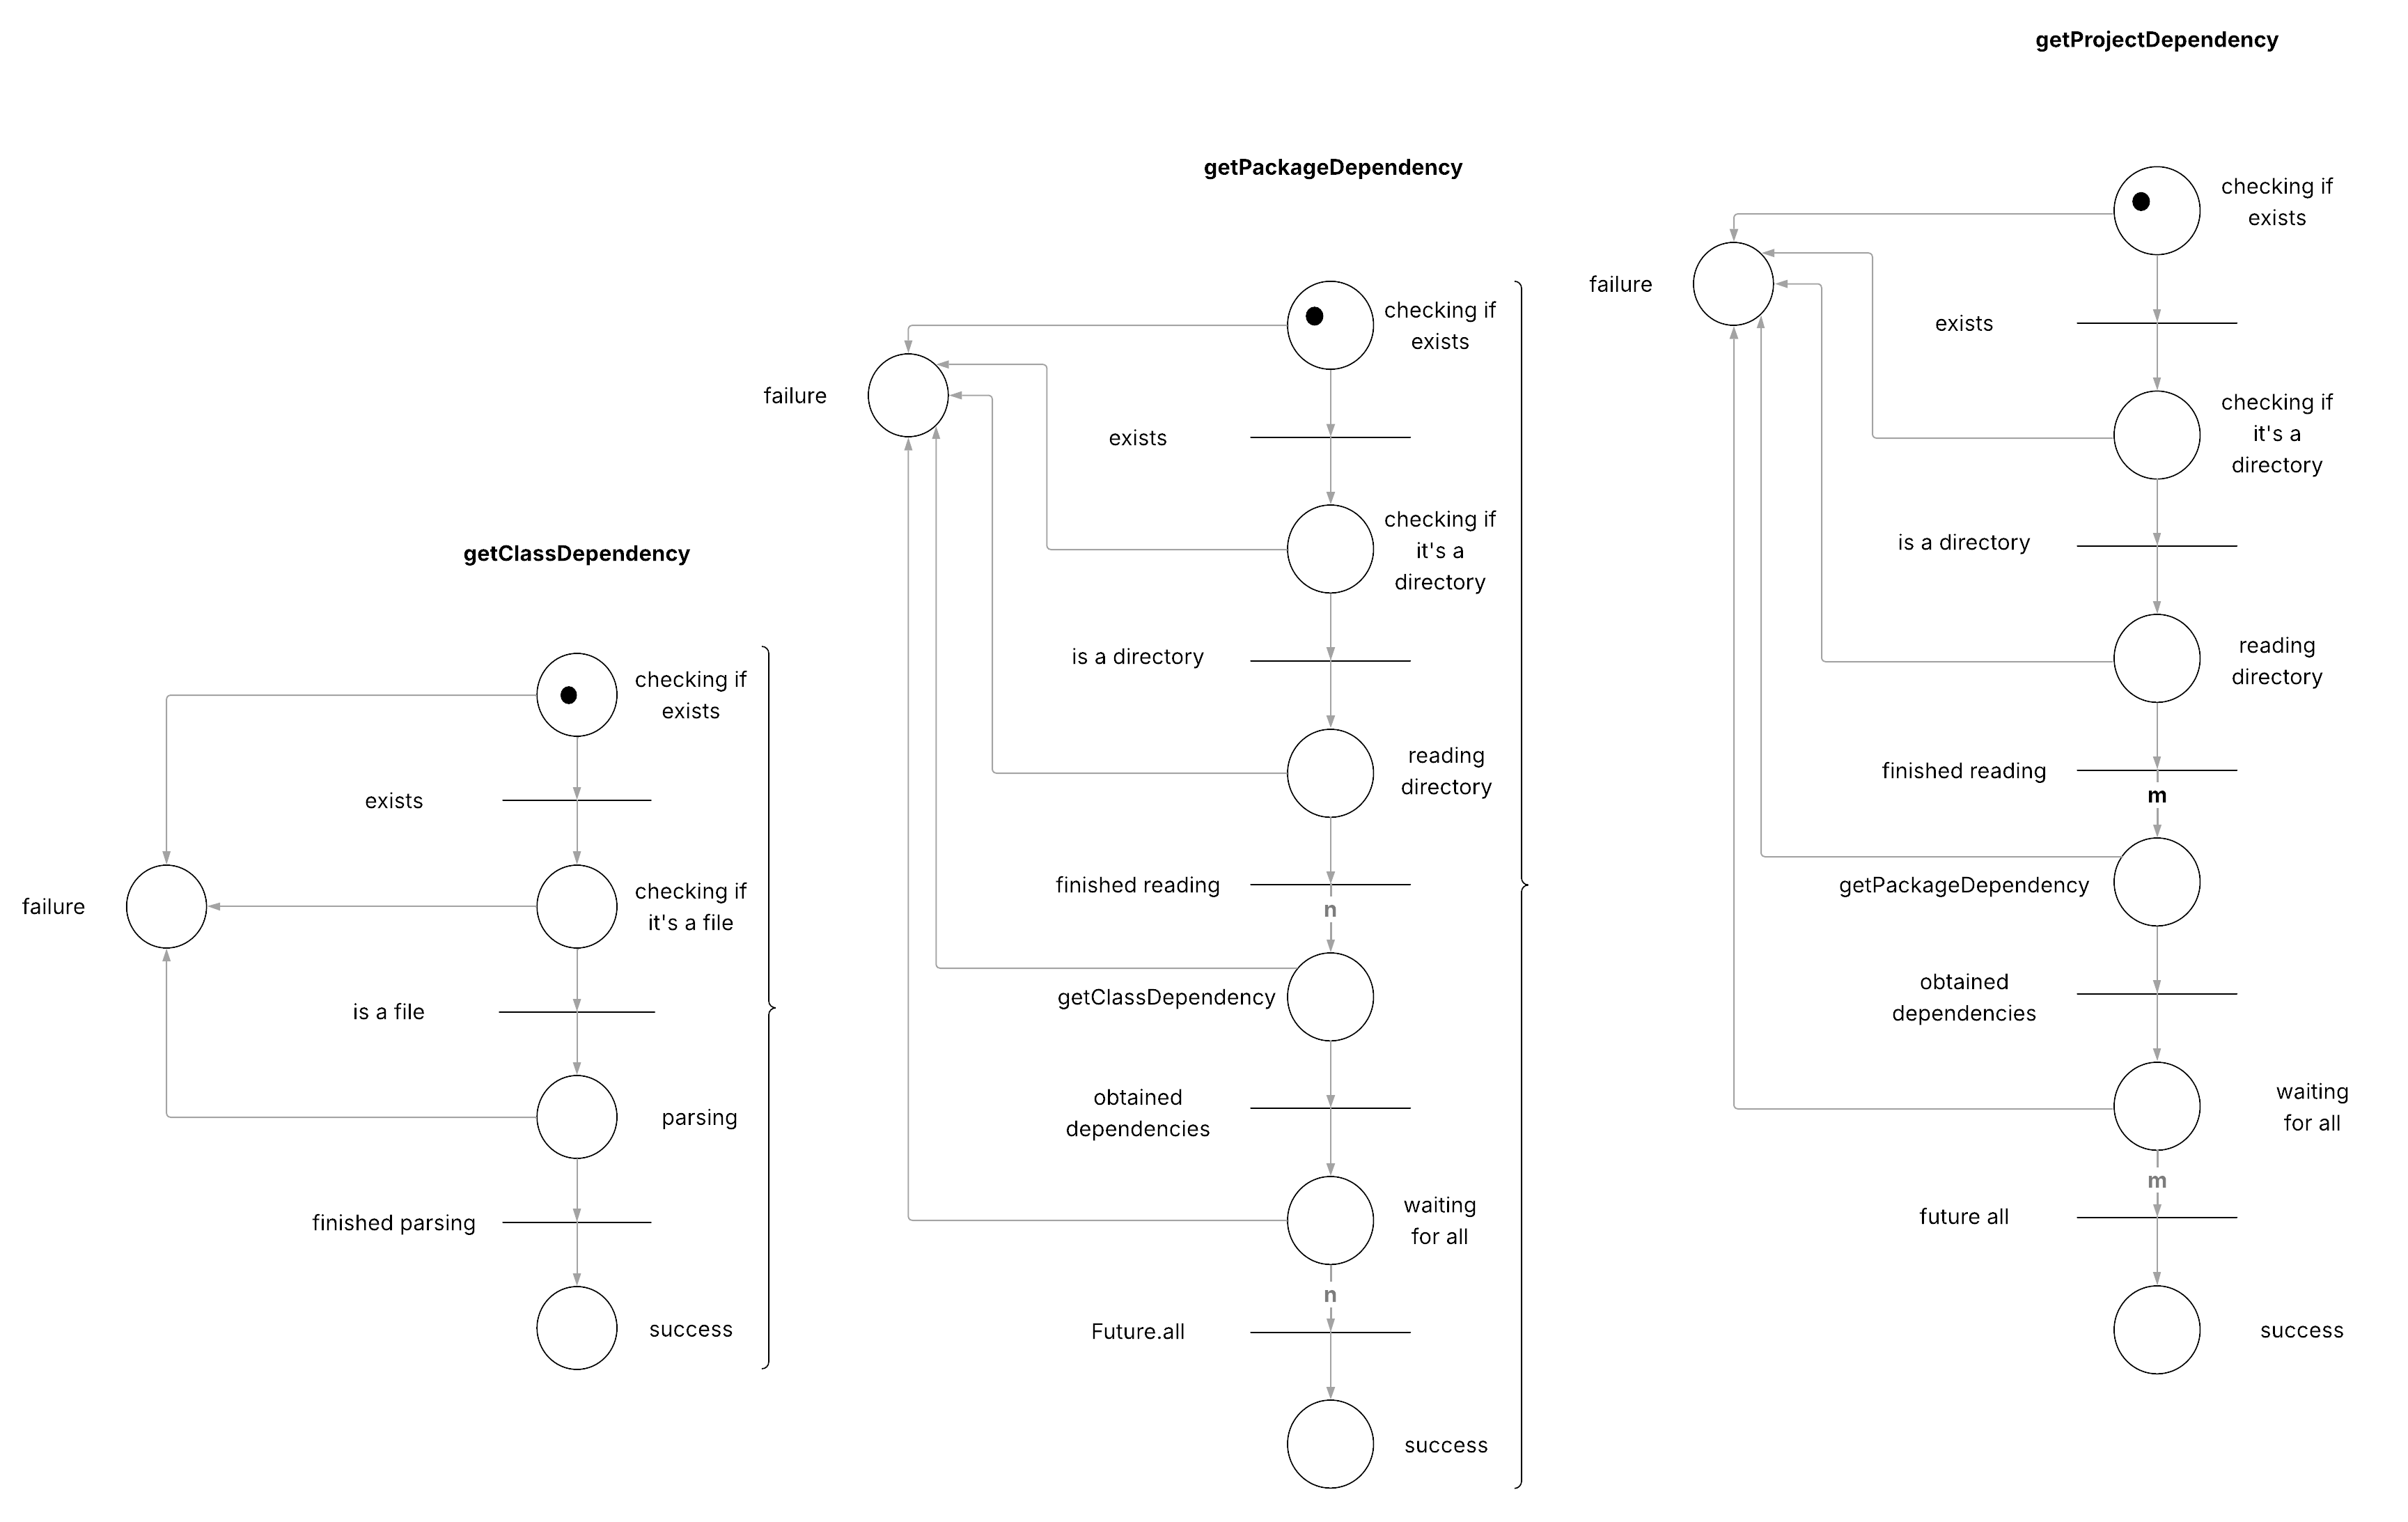 getClassDependency
checking if
exists
exists
failure
checking if
it's a file
is a file
parsing
finished parsing
success
getPackageDependency
checking if
exists
failure
exists
checking if
it's a
directory
is a directory
reading
directory
finished reading
n
getClassDependency
obtained
dependencies
waiting
for all
n
Future.all
success
getProjectDependency
checking if
exists
failure
exists
checking if
it's a
directory
is a directory
reading
directory
finished reading
m
getPackageDependency
obtained
dependencies
waiting
for all
m
future all
success